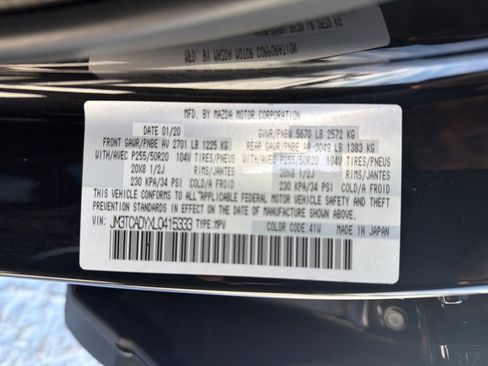 MFD. BY MAZDA MOTOR CORPORATION
DATE 01/20 GVWR/PNBV 5670 LB 2572 KG
FRONT GAWR/PNBE AV 2701 LB 1225 KG REAR GAWR/PNBE AR 3049 LB 1383 KG
WITH/AVEC P255/50R20 104V TIRES/PNEUS WITH/AVEC P255/50R20 104V TIRES/PNEUS
20X8 1/2J RIMS/JANTES 20X8 1/2J RIMS/JANTES
230 KPA/34 PSI 230 KPA/34 PSI
THIS VEHICLE CONFORMS TO ALL APPLICABLE FEDERAL MOTOR VEHICLE SAFETY AND THEFT
PREVENTION STANDARDS IN EFFECT ON THE DATE OF MANUFACTURE SHOWN ABOVE.
VIN: JM3TCADYXL0415333 TYPE:MPV COLOR CODE:41W MADE IN JAPAN